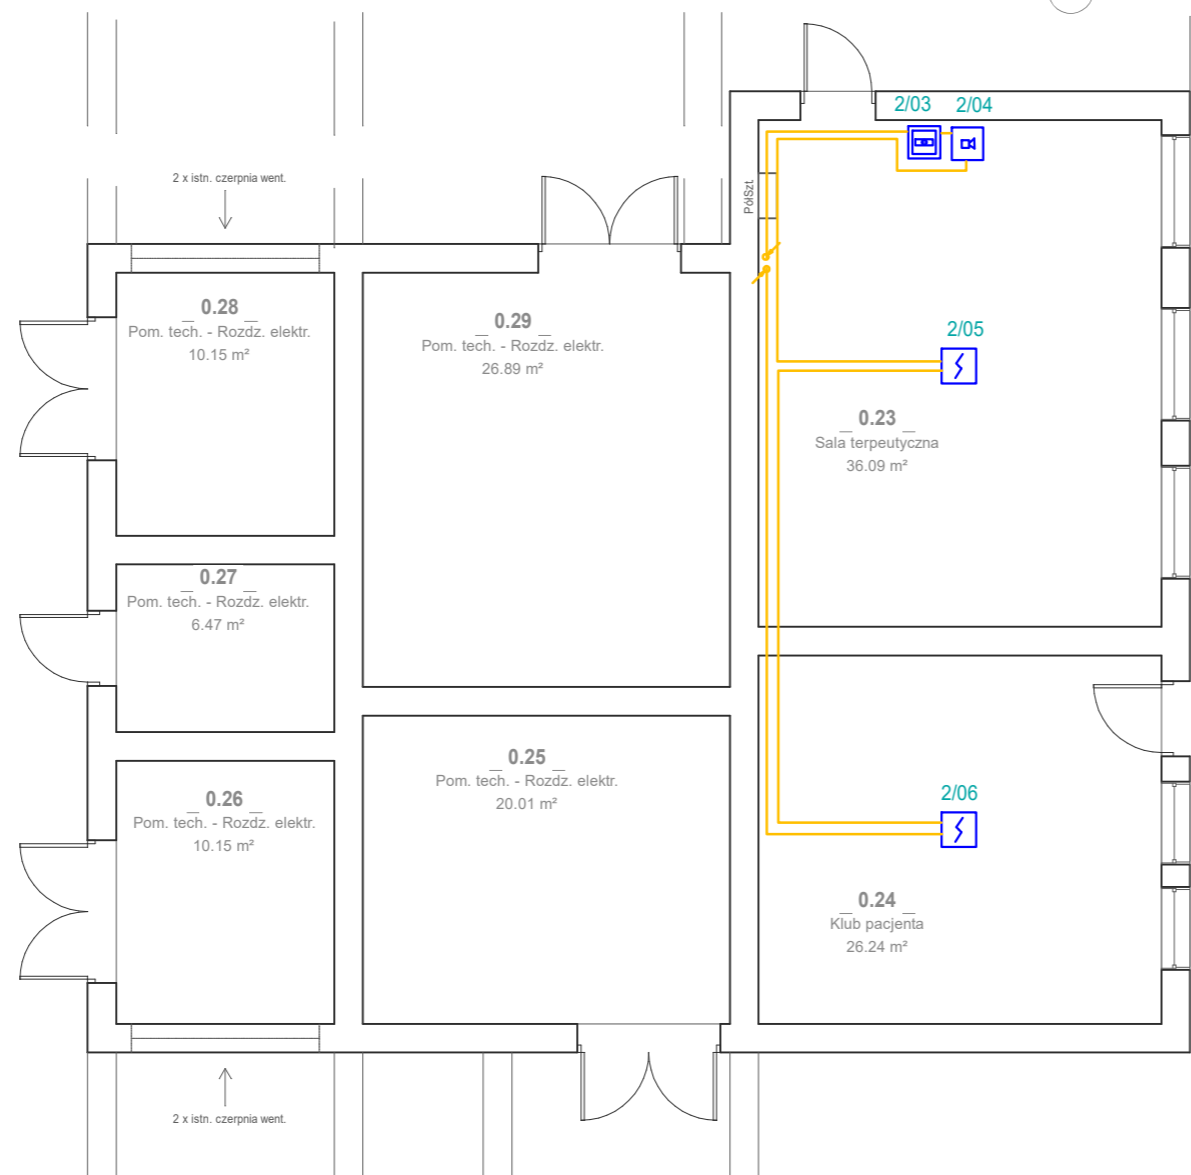 2/03
2/04
2 x istn. czerpnia went.
PółSzt.
0.28
Pom. tech. - Rozdz. elektr.
10.15 m²
0.29
Pom. tech. - Rozdz. elektr.
26.89 m²
2/05
0.23
Sala terpeutyczna
36.09 m²
0.27
Pom. tech. - Rozdz. elektr.
6.47 m²
0.25
Pom. tech. - Rozdz. elektr.
20.01 m²
0.26
Pom. tech. - Rozdz. elektr.
10.15 m²
2/06
0.24
Klub pacjenta
26.24 m²
2 x istn. czerpnia went.